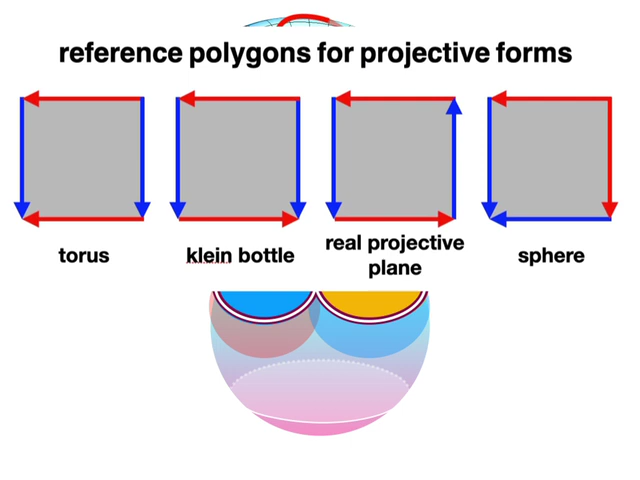 reference polygons for projective forms
torus
klein bottle
real projective
plane
sphere